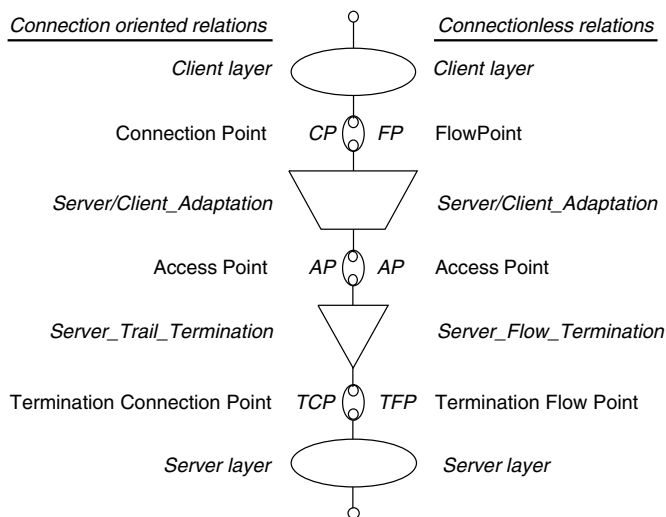 Connection oriented relations Connectionless relations
Client layer Client layer
Connection Point CP FP FlowPoint
Server/Client_Adaptation Server/Client_Adaptation
Access Point AP AP Access Point
Server_Trail_Termination Server_Flow_Termination
Termination Connection Point TCP TFP Termination Flow Point
Server layer Server layer